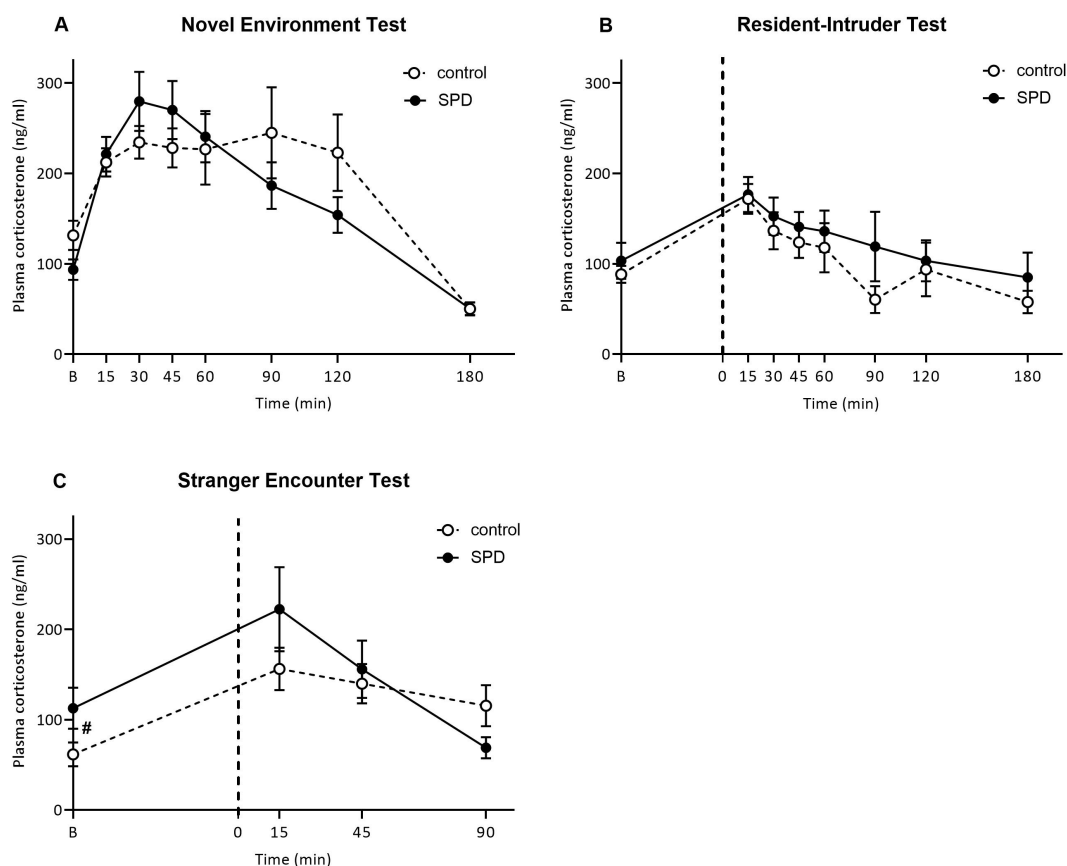 A Novel Environment Test
control
SPD
Plasma corticosterone (ng/ml)
300
200
100
0
B 15 30 45 60 90 120 180
Time (min)
B Resident-Intruder Test
control
SPD
Plasma corticosterone (ng/ml)
300
200
100
0
B 0 15 30 45 60 90 120 180
Time (min)
C Stranger Encounter Test
control
SPD
Plasma corticosterone (ng/ml)
300
200
100
0
#
B 0 15 45 90
Time (min)